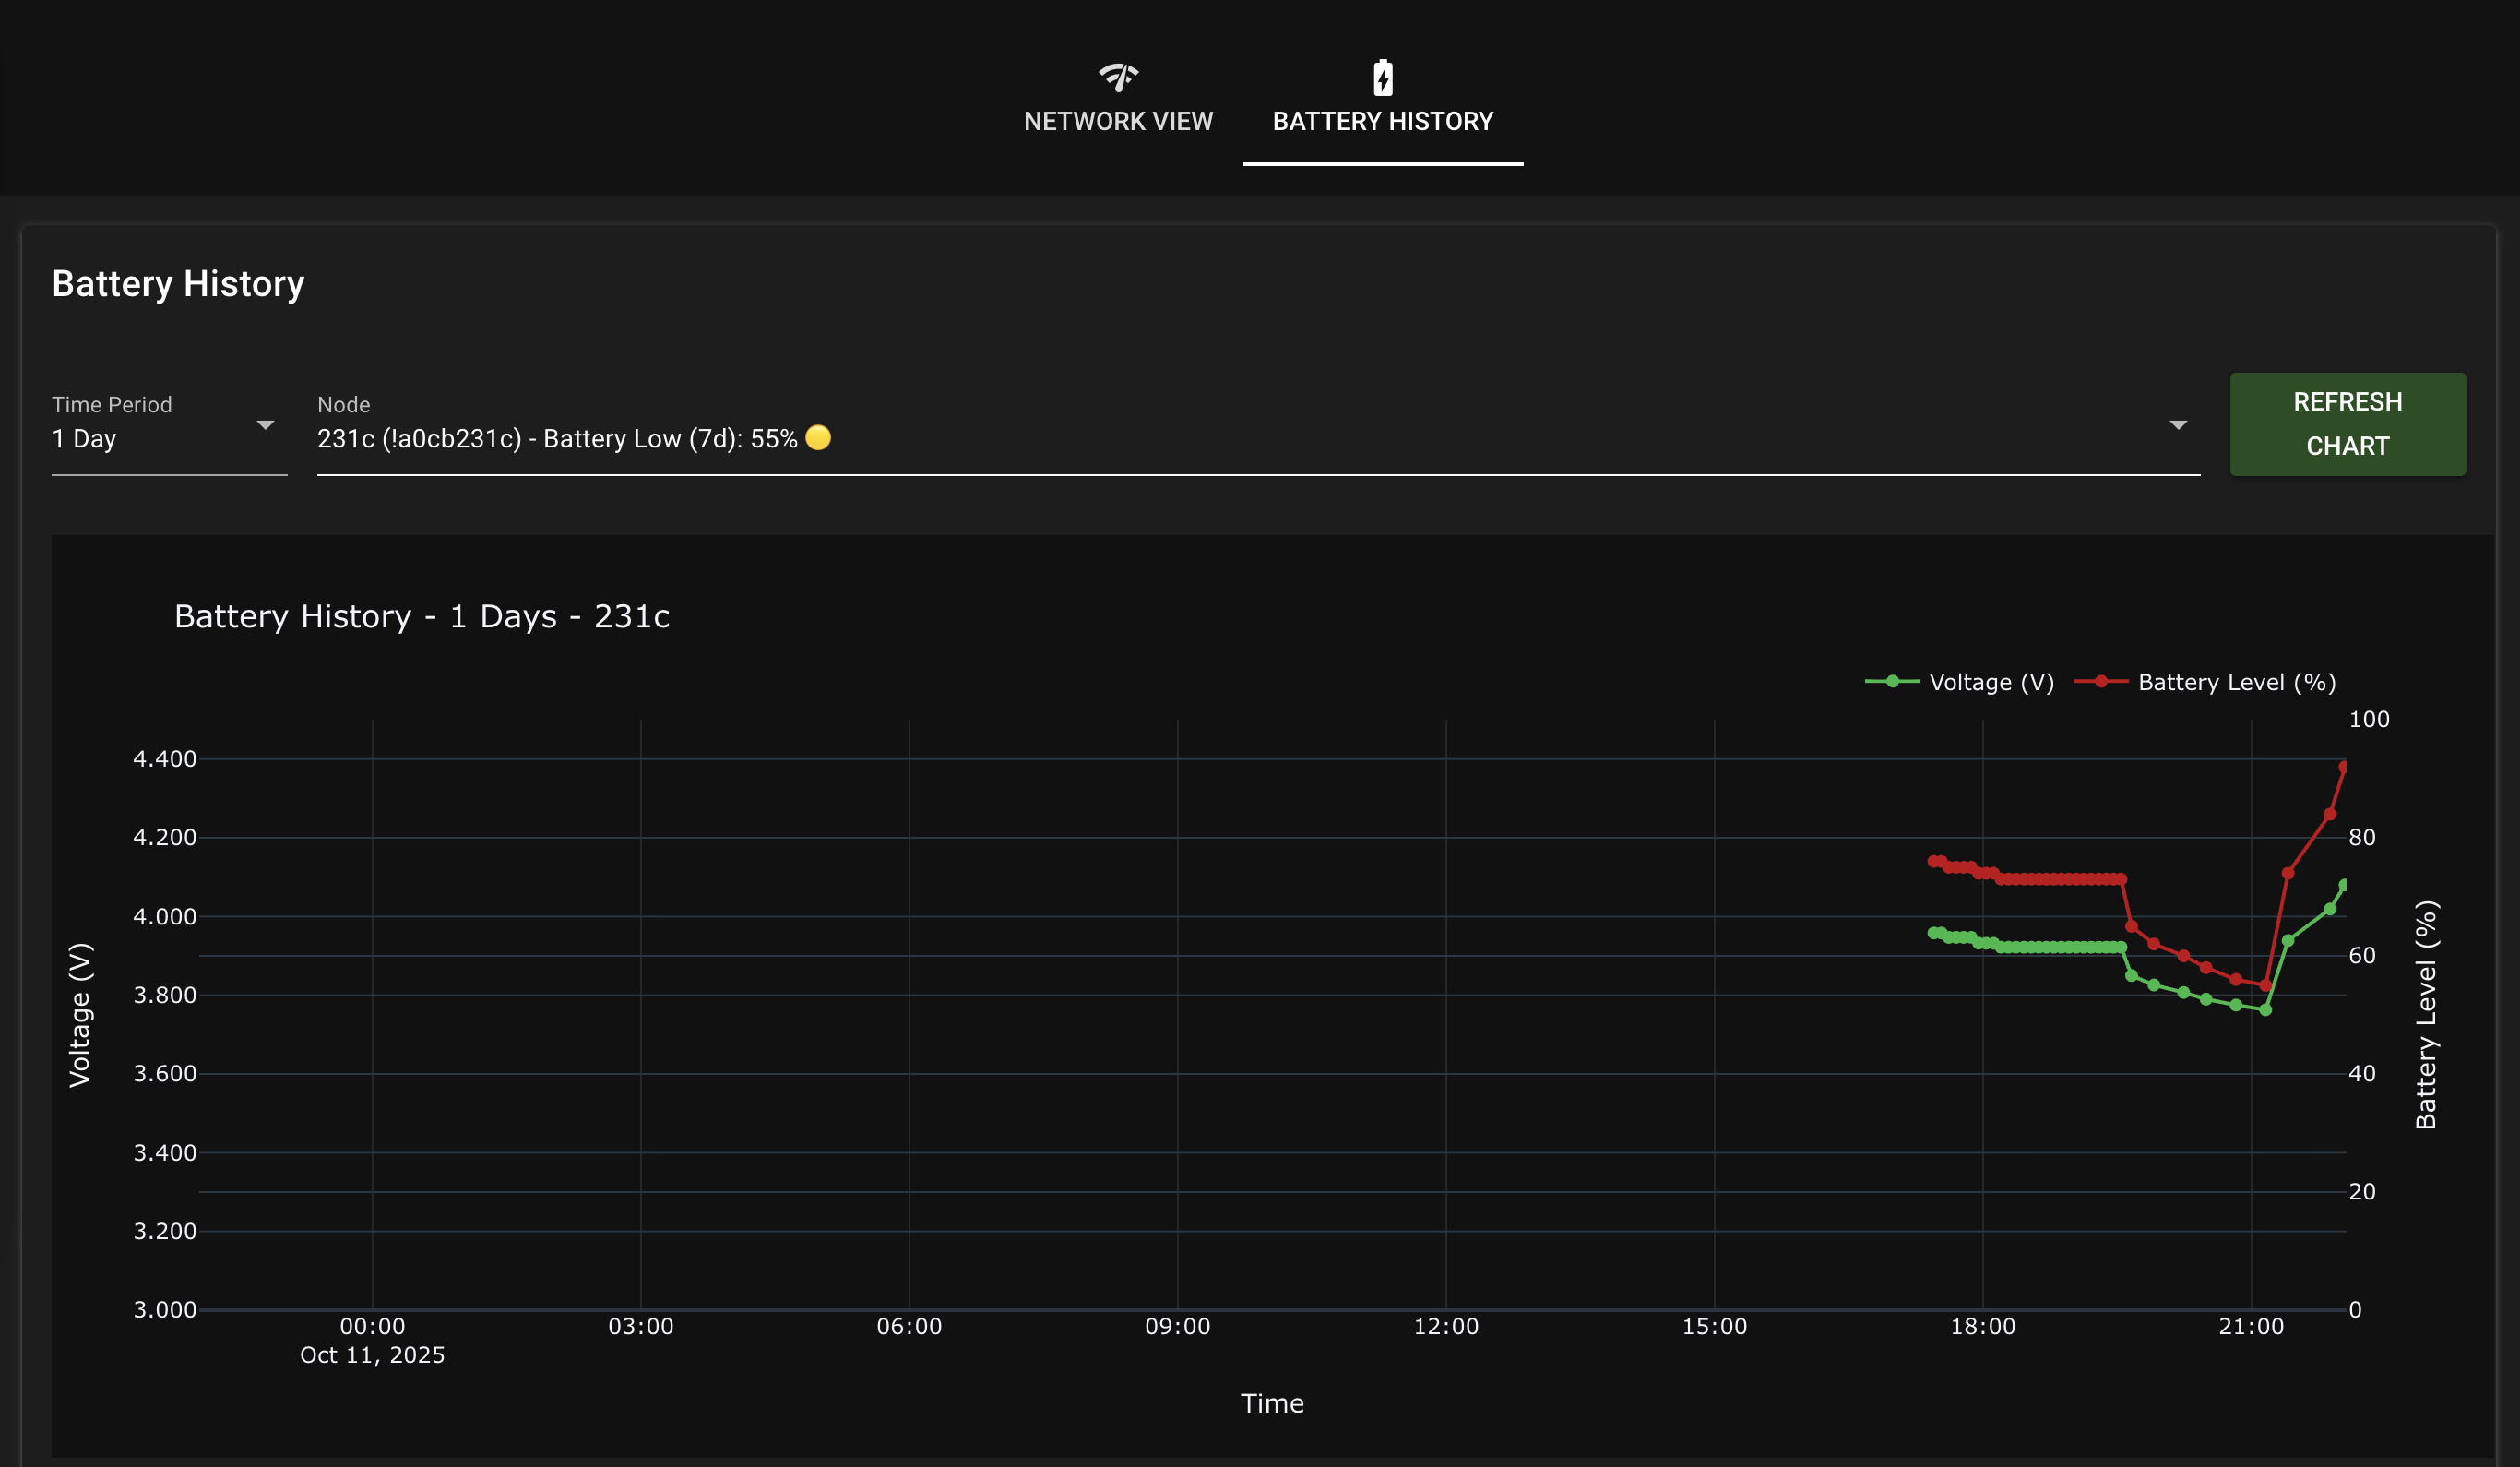 NETWORK VIEW
BATTERY HISTORY
Battery History
Time Period
1 Day
Node
231c (!a0cb231c) - Battery Low (7d): 55%
REFRESH
CHART
Battery History - 1 Days - 231c
Voltage (V)
Battery Level (%)
4.400
4.200
4.000
3.800
3.600
3.400
3.200
3.000
Voltage (V)
100
80
60
40
20
0
Battery Level (%)
00:00
03:00
06:00
09:00
12:00
15:00
18:00
21:00
Oct 11, 2025
Time